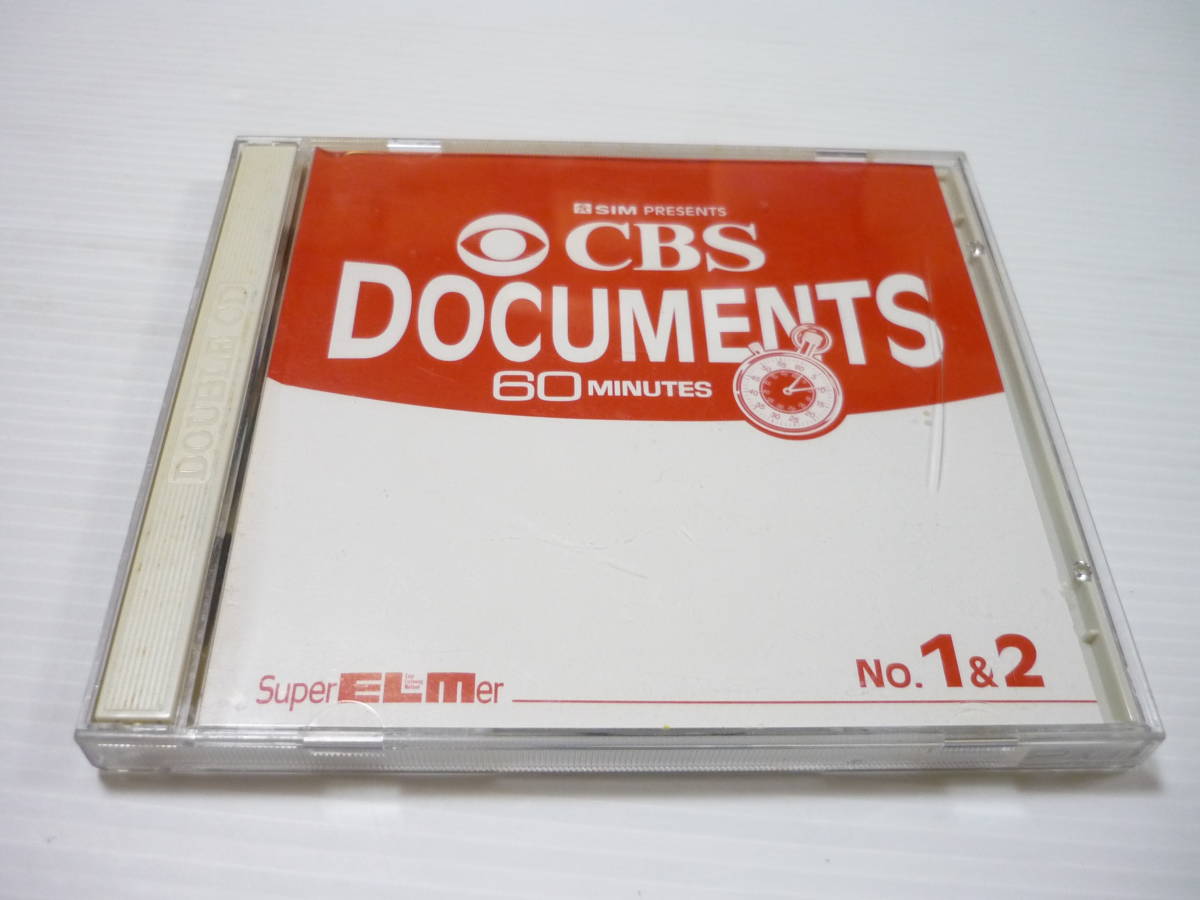 SIM PRESENTS
CBS
DOCUMENTS
60 MINUTES
DOUBLE CD
Super ELMer
No. 1&2